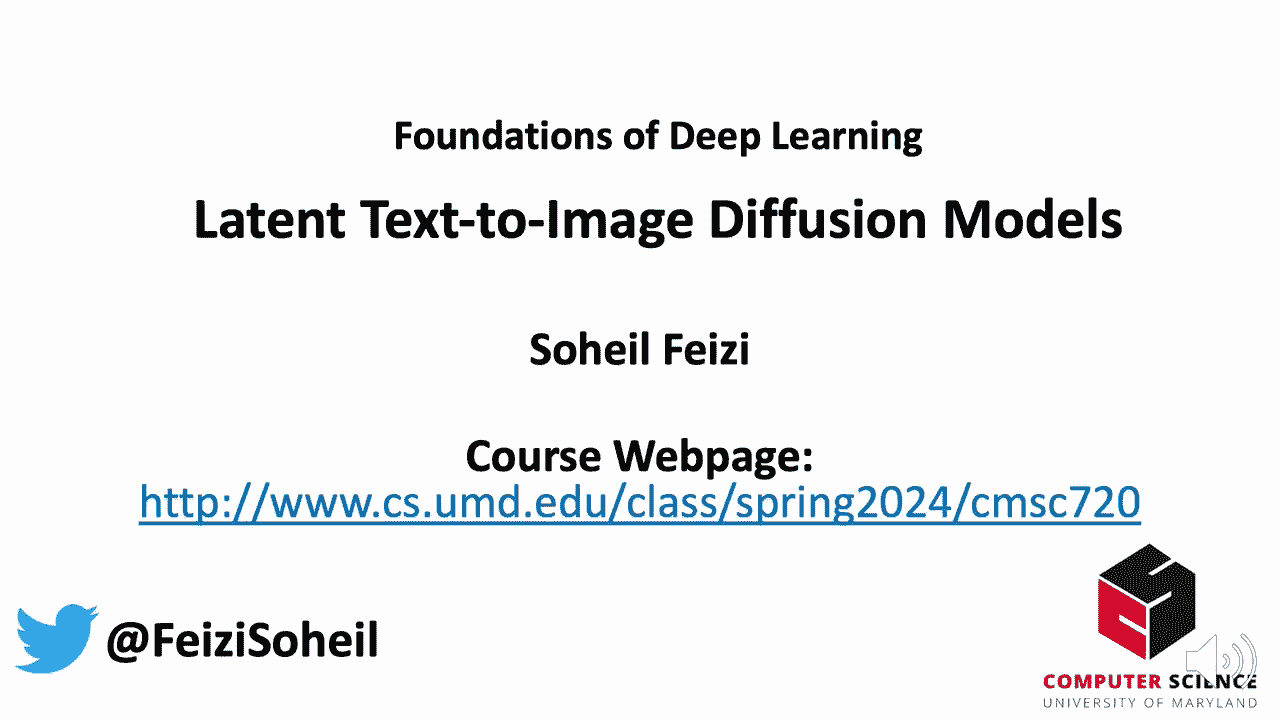 Foundations of Deep Learning
Latent Text-to-Image Diffusion Models
Soheil Feizi
Course Webpage:
http://www.cs.umd.edu/class/spring2024/cmsc720
@FeiziSoheil
COMPUTER SCIENCE
UNIVERSITY OF MARYLAND